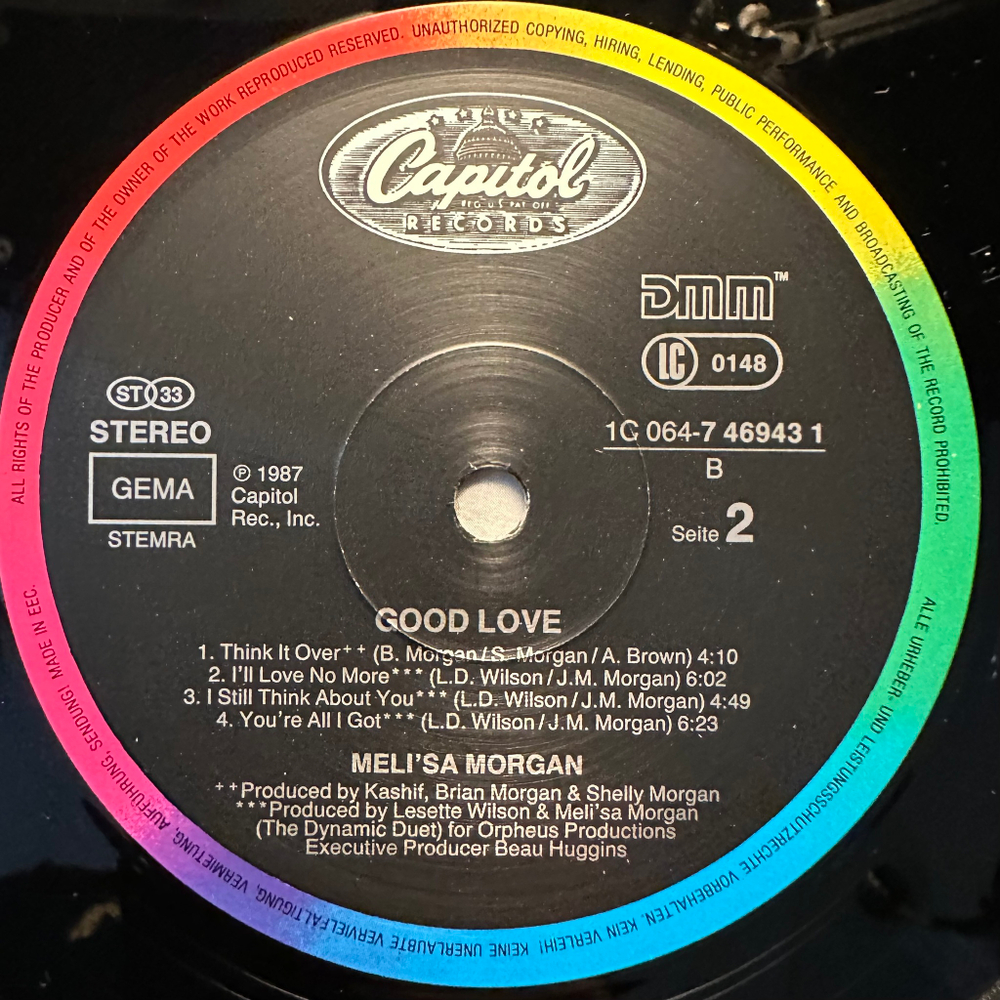 ALL RIGHTS OF THE PRODUCER AND OF THE OWNER OF THE WORK REPRODUCED RESERVED. UNAUTHORIZED COPYING, HIRING, LENDING, PUBLIC PERFORMANCE AND BROADCASTING OF THE RECORD PROHIBITED.
Capitol
REG. U.S. PAT. OFF.
RECORDS
DMM™
LC 0148
ST 33
STEREO
GEMA
STEMRA
℗ 1987
Capitol
Rec., Inc.
1C 064-7 46943 1
B
Seite 2
GOOD LOVE
1. Think It Over++ (B. Morgan/S. Morgan/A. Brown) 4:10
2. I'll Love No More*** (L.D. Wilson/J.M. Morgan) 6:02
3. I Still Think About You*** (L.D. Wilson/J.M. Morgan) 4:49
4. You're All I Got*** (L.D. Wilson/J.M. Morgan) 6:23
MELI'SA MORGAN
++Produced by Kashif, Brian Morgan & Shelly Morgan
***Produced by Lesette Wilson & Meli'sa Morgan
(The Dynamic Duet) for Orpheus Productions
Executive Producer Beau Huggins
ALLE URHEBER- UND LEISTUNGSSCHUTZRECHTE VORBEHALTEN. KEIN VERLEIH! KEINE UNERLAUBTE VERVIELFÄLTIGUNG, VERMIETUNG, AUFFÜHRUNG, SENDUNG! MADE IN EEC.